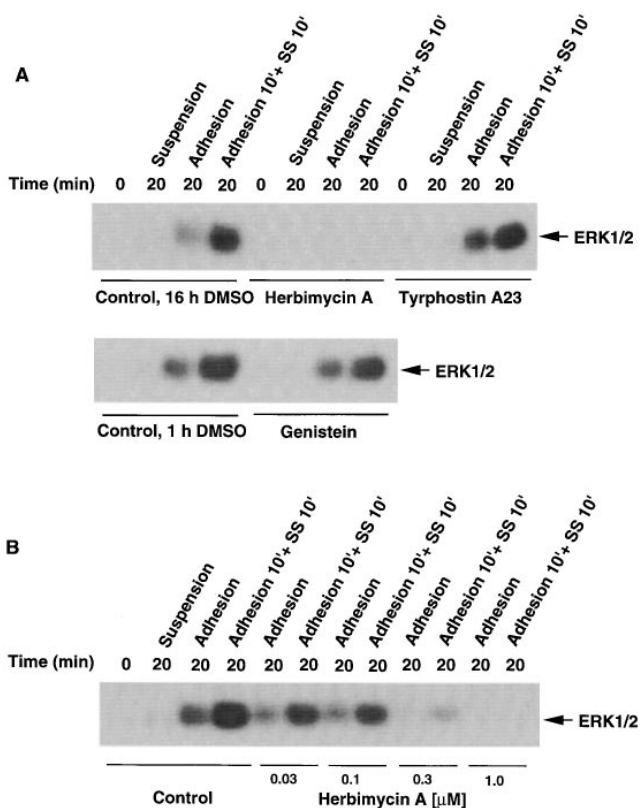 A
Suspension Adhesion Adhesion 10'+ SS 10' Suspension Adhesion Adhesion 10'+ SS 10' Suspension Adhesion Adhesion 10'+ SS 10'
Time (min) 0 20 20 20 0 20 20 20 0 20 20 20
ERK1/2
Control, 16 h DMSO Herbimycin A Tyrphostin A23
ERK1/2
Control, 1 h DMSO Genistein
B
Suspension Adhesion Adhesion 10'+ SS 10' Adhesion Adhesion 10'+ SS 10' Adhesion Adhesion 10'+ SS 10' Adhesion Adhesion 10'+ SS 10' Adhesion Adhesion 10'+ SS 10'
Time (min) 0 20 20 20 20 20 20 20 20 20 20 20
ERK1/2
0.03 0.1 0.3 1.0
Control Herbimycin A [μM]